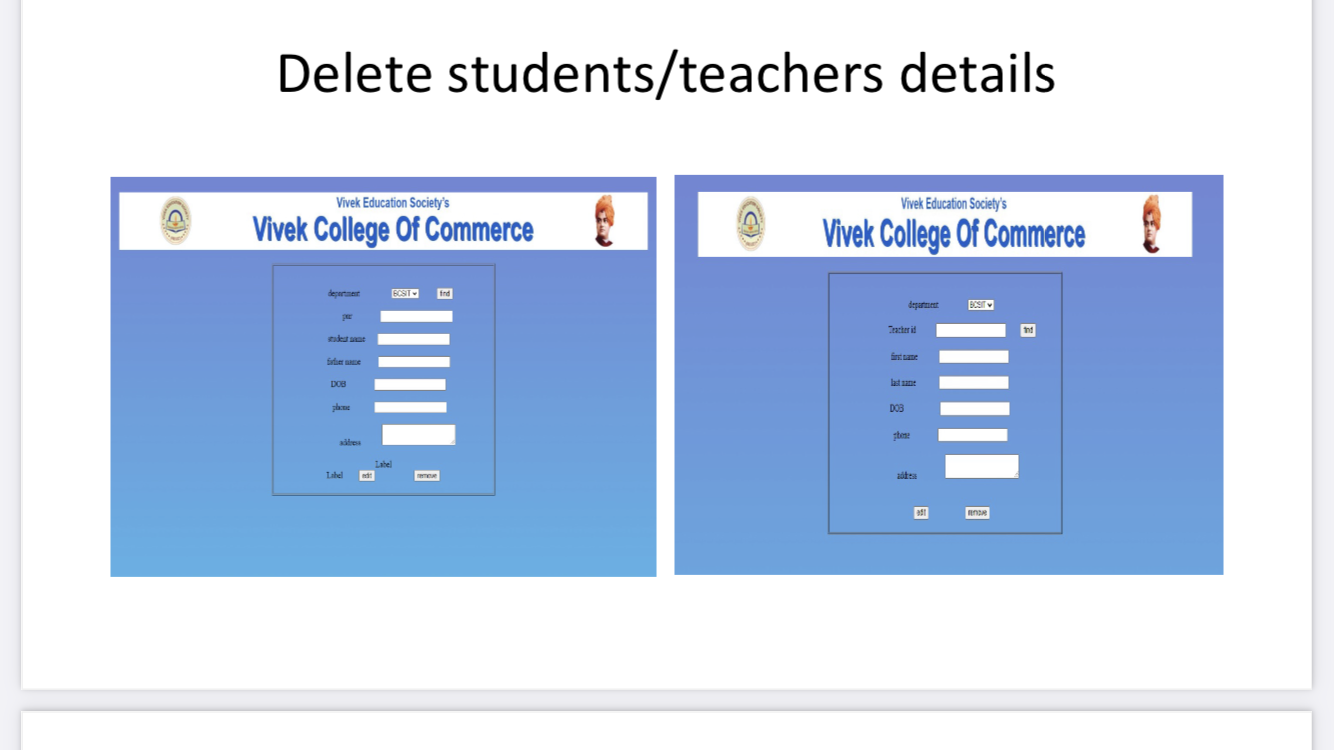 Delete students/teachers details
Vivek Education Society's
Vivek College Of Commerce
department BCSIT find
student name
father name
DOB
phone
address
Label
Label edit remove
Vivek Education Society's
Vivek College Of Commerce
department BCSIT
Teacher id find
first name
last name
DOB
phone
address
edit remove